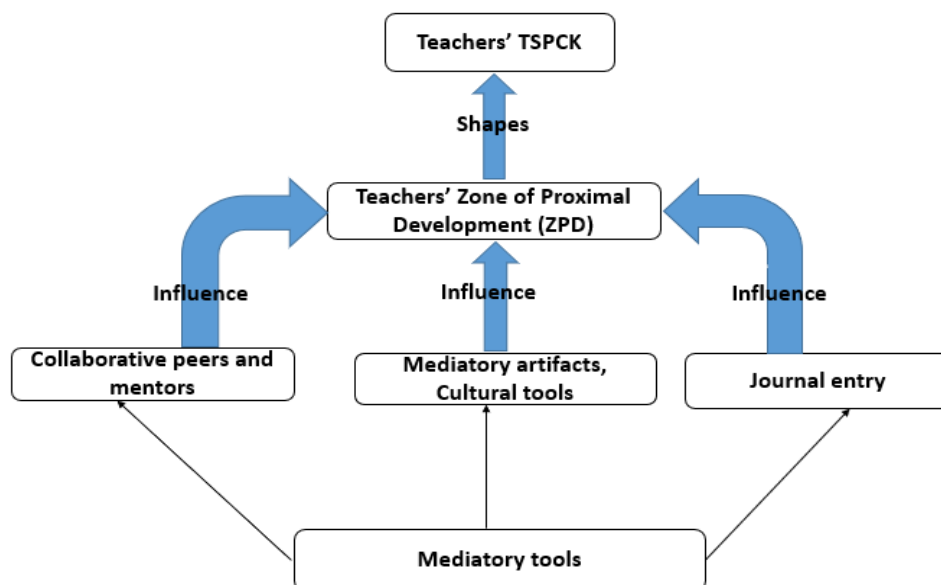 Teachers’ TSPCK
Shapes
Teachers’ Zone of Proximal
Development (ZPD)
Influence
Influence
Influence
Collaborative peers and
mentors
Mediatory artifacts,
Cultural tools
Journal entry
Mediatory tools